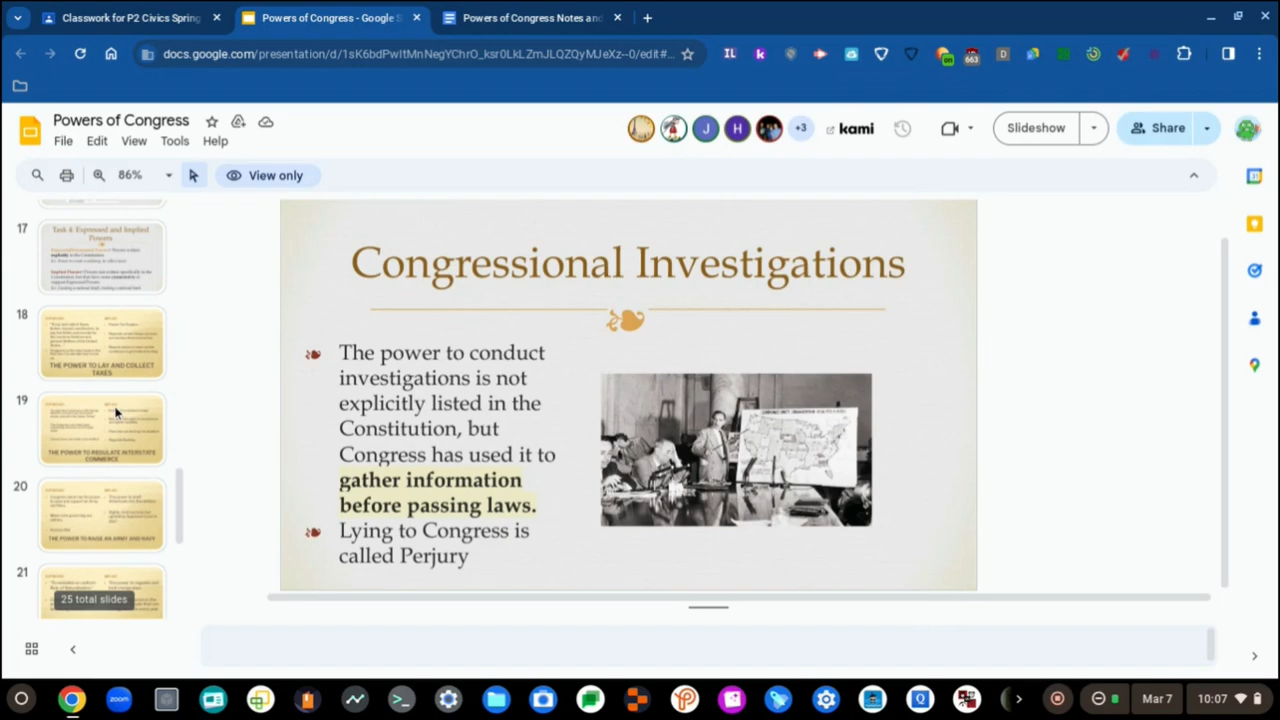 Classwork for P2 Civics Spring
Powers of Congress - Google S
Powers of Congress Notes and
docs.google.com/presentation/d/1sK6bdPwItMnNegYChrO_ksr0LkLZmJLQZQyMJeXz--0/edit#...
on
663
D
Powers of Congress
File Edit View Tools Help
J
H
+3
kami
Slideshow
Share
86%
View only
17
Task 4: Expressed and Implied
Powers
18
THE POWER TO LAY AND COLLECT
TAXES
19
THE POWER TO REGULATE INTERSTATE
COMMERCE
20
THE POWER TO RAISE AN ARMY AND NAVY
21
25 total slides
Congressional Investigations
The power to conduct
investigations is not
explicitly listed in the
Constitution, but
Congress has used it to
gather information
before passing laws.
Lying to Congress is
called Perjury
zoom
Mar 7
10:07